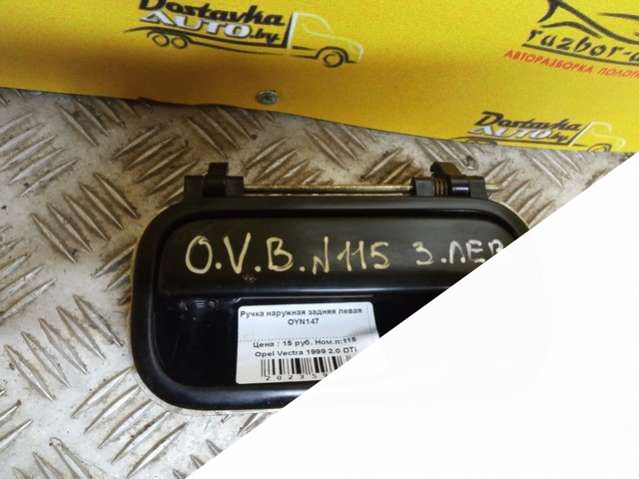 Dostavka
AUTO.by
razbor-
АВТОРАЗБОРКА
Dostavka
AUTO.by
O.V.B. N115 З.ЛЕВ
Ручка наружная задняя левая
OYN147
Цена : 15 руб. Ном.п:115
Opel Vectra 1999 2.0 DTi